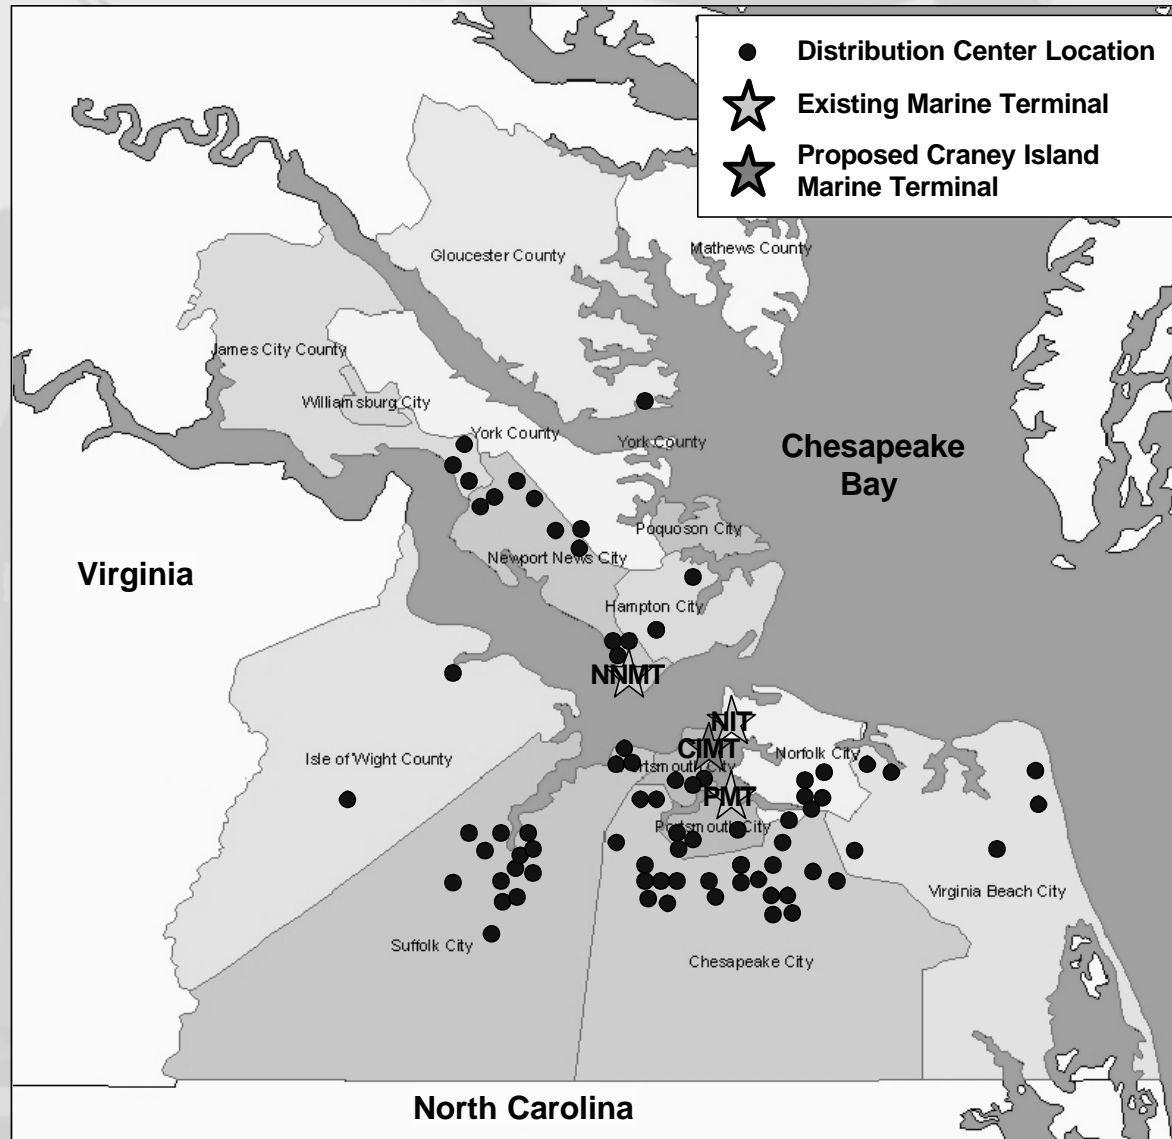 Distribution Center Location
Existing Marine Terminal
Proposed Craney Island
Marine Terminal
Gloucester County
Mathews County
James City County
Williamsburg City
York County
York County
Chesapeake
Bay
Poquoson City
Newport News City
Virginia
Hampton City
NNMT
NIT
CIMT
Norfolk City
Isle of Wight County
rtsmouth City
PMT
Portsmouth City
Virginia Beach City
Suffolk City
Chesapeake City
North Carolina